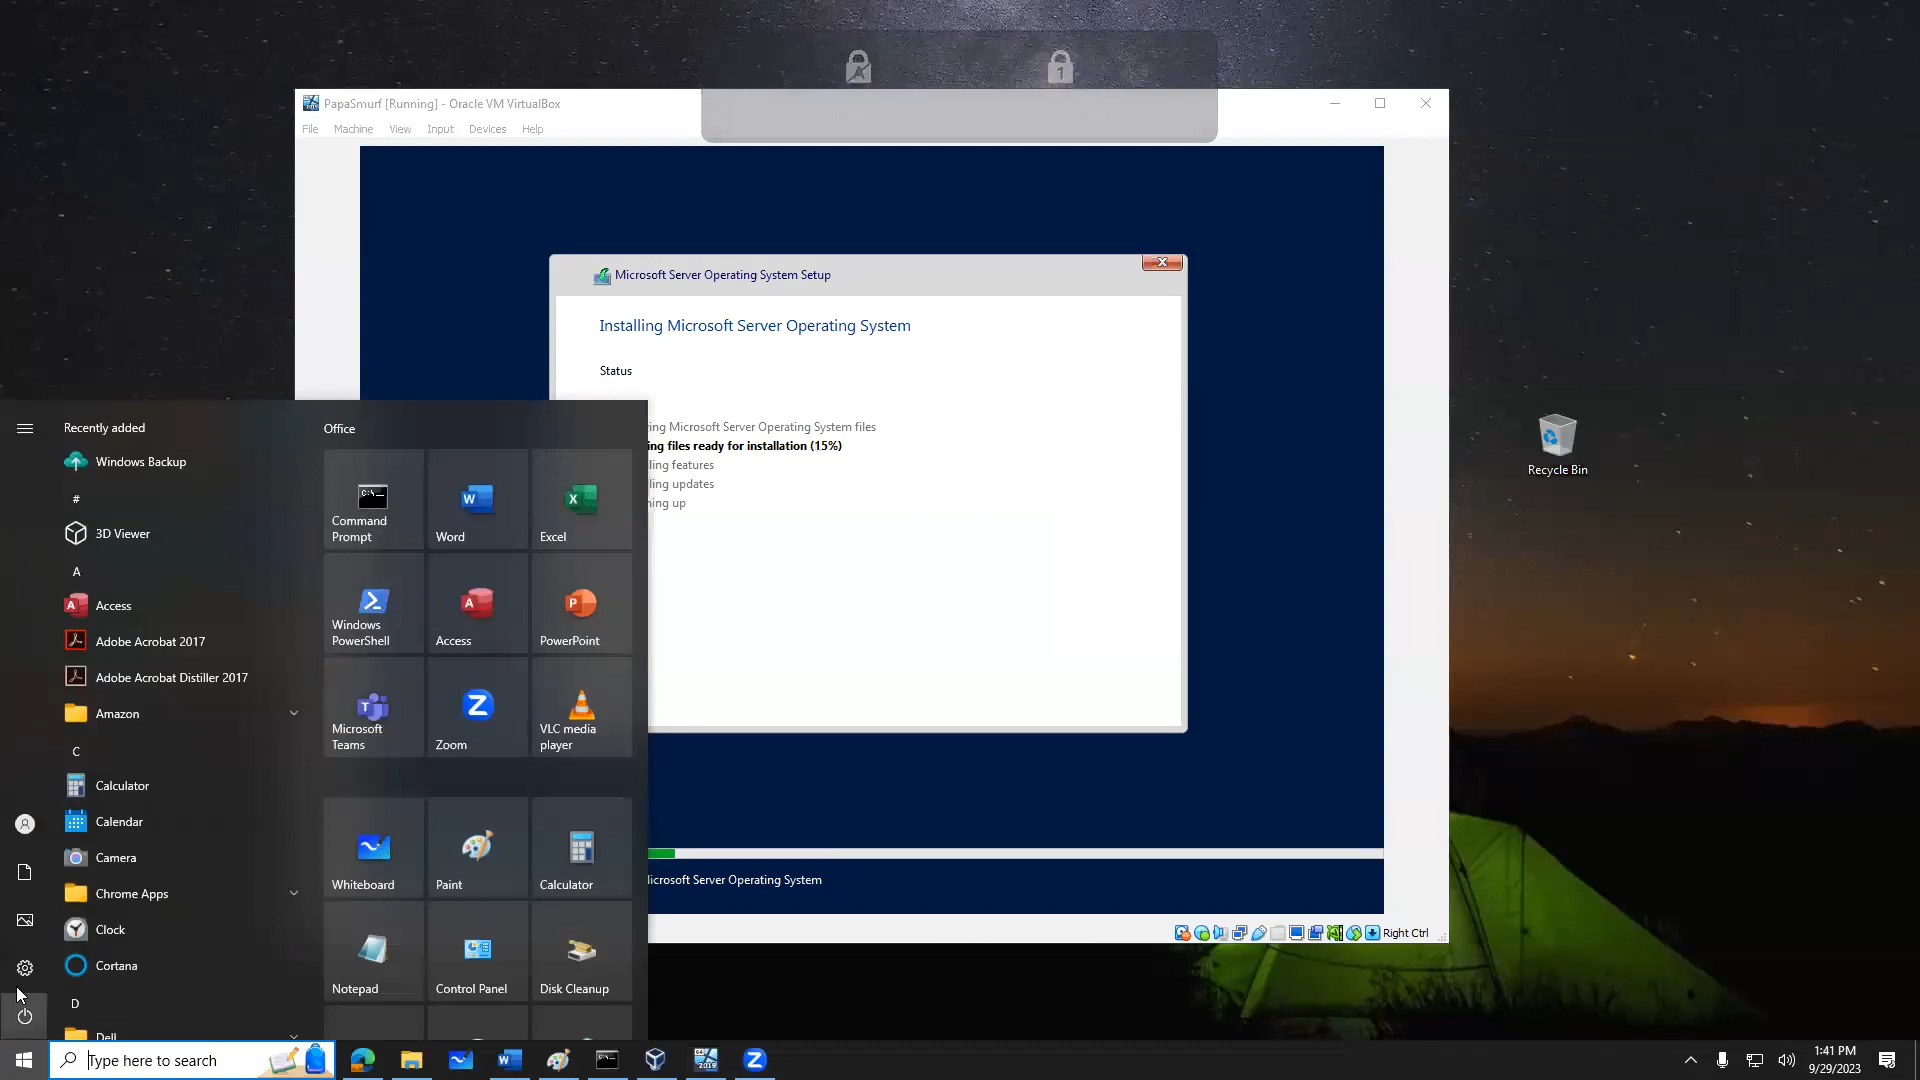 PapaSmurf [Running] - Oracle VM VirtualBox
File Machine View Input Devices Help
Microsoft Server Operating System Setup
Installing Microsoft Server Operating System
Status
ing Microsoft Server Operating System files
ing files ready for installation (15%)
ling features
ling updates
ing up
icrosoft Server Operating System
Right Ctrl
Recycle Bin
Recently added
Windows Backup
#
3D Viewer
A
Access
Adobe Acrobat 2017
Adobe Acrobat Distiller 2017
Amazon
C
Calculator
Calendar
Camera
Chrome Apps
Clock
Cortana
D
Dell
Office
Command Prompt
Word
Excel
Windows PowerShell
Access
PowerPoint
Microsoft Teams
Zoom
VLC media player
Whiteboard
Paint
Calculator
Notepad
Control Panel
Disk Cleanup
Type here to search
1:41 PM
9/29/2023